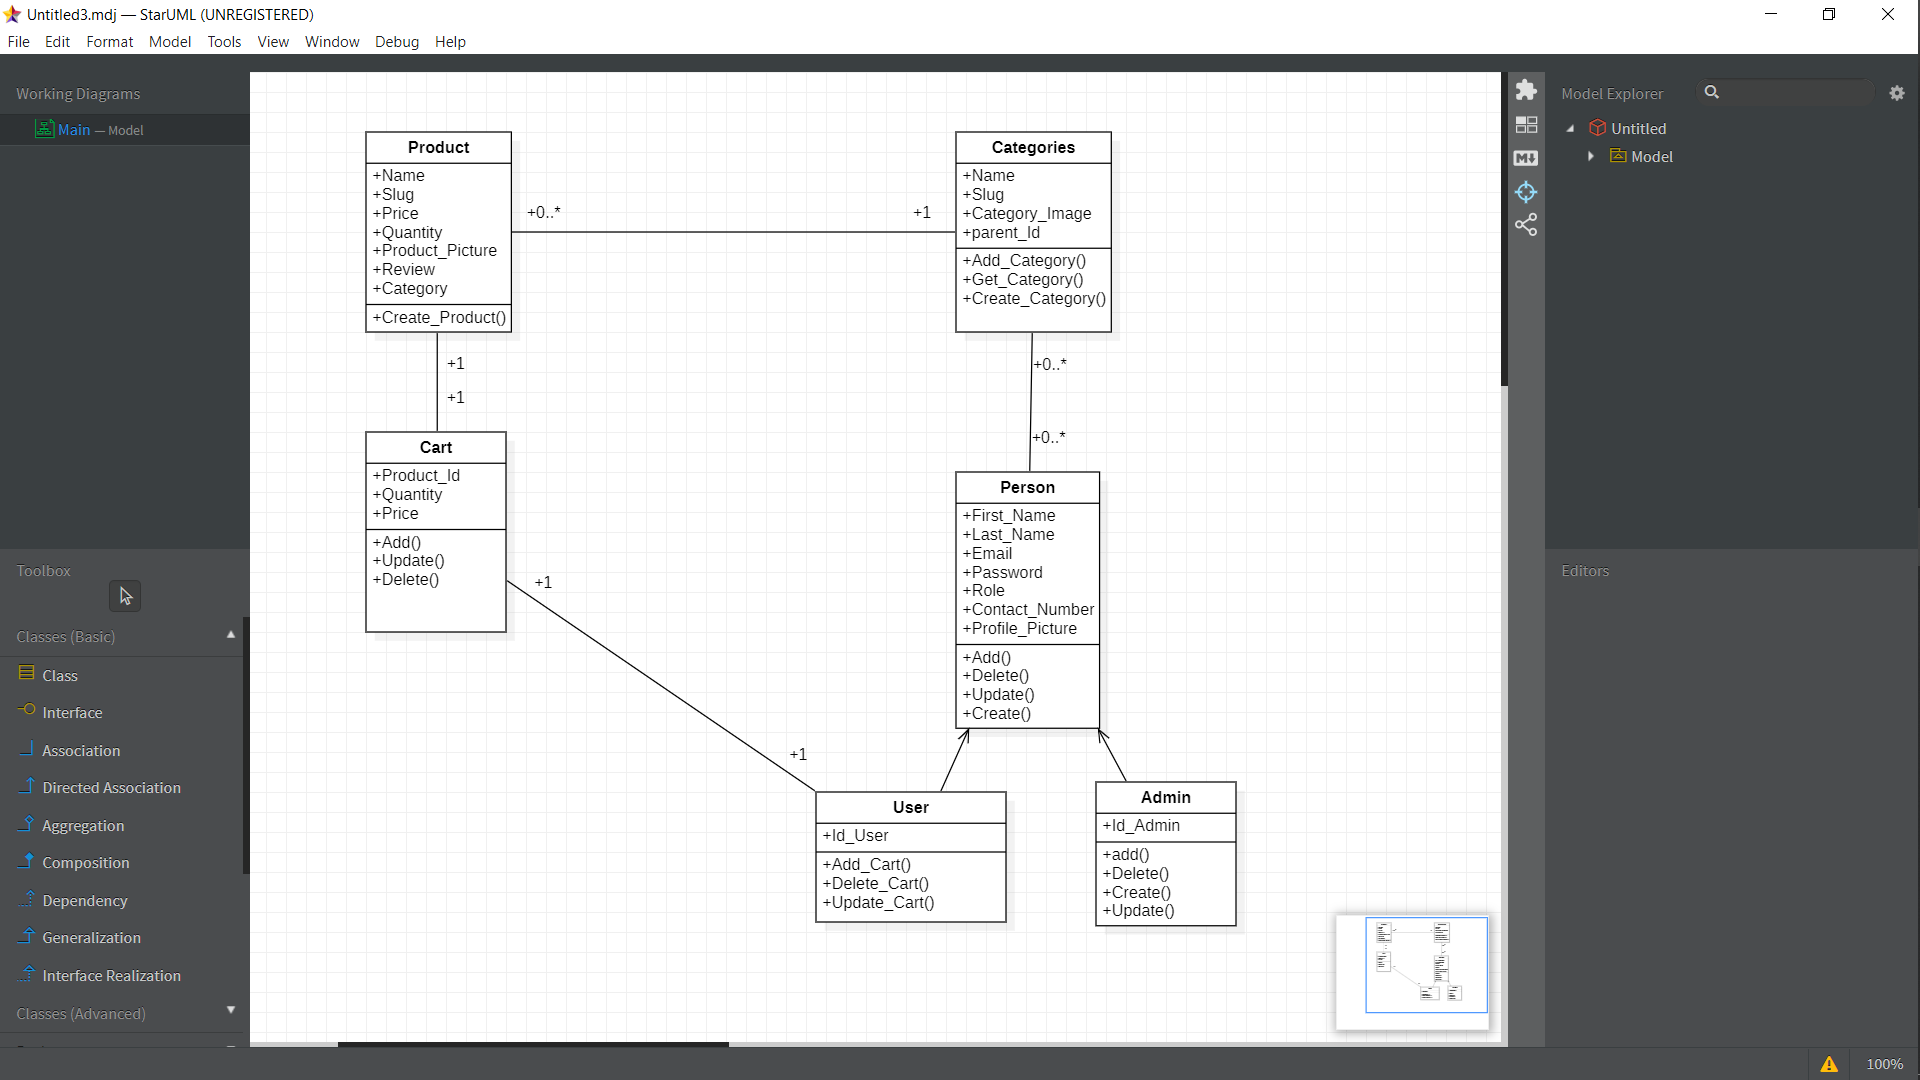 Untitled3.mdj — StarUML (UNREGISTERED)
File Edit Format Model Tools View Window Debug Help
Working Diagrams
Main — Model
Toolbox
Classes (Basic)
Class
Interface
Association
Directed Association
Aggregation
Composition
Dependency
Generalization
Interface Realization
Classes (Advanced)
Product
+Name
+Slug
+Price
+Quantity
+Product_Picture
+Review
+Category
+Create_Product()
+0..*
+1
Categories
+Name
+Slug
+Category_Image
+parent_Id
+Add_Category()
+Get_Category()
+Create_Category()
+1
+1
+0..*
+0..*
Cart
+Product_Id
+Quantity
+Price
+Add()
+Update()
+Delete()
+1
+1
Person
+First_Name
+Last_Name
+Email
+Password
+Role
+Contact_Number
+Profile_Picture
+Add()
+Delete()
+Update()
+Create()
User
+Id_User
+Add_Cart()
+Delete_Cart()
+Update_Cart()
Admin
+Id_Admin
+add()
+Delete()
+Create()
+Update()
M
Model Explorer
Untitled
Model
Editors
100%